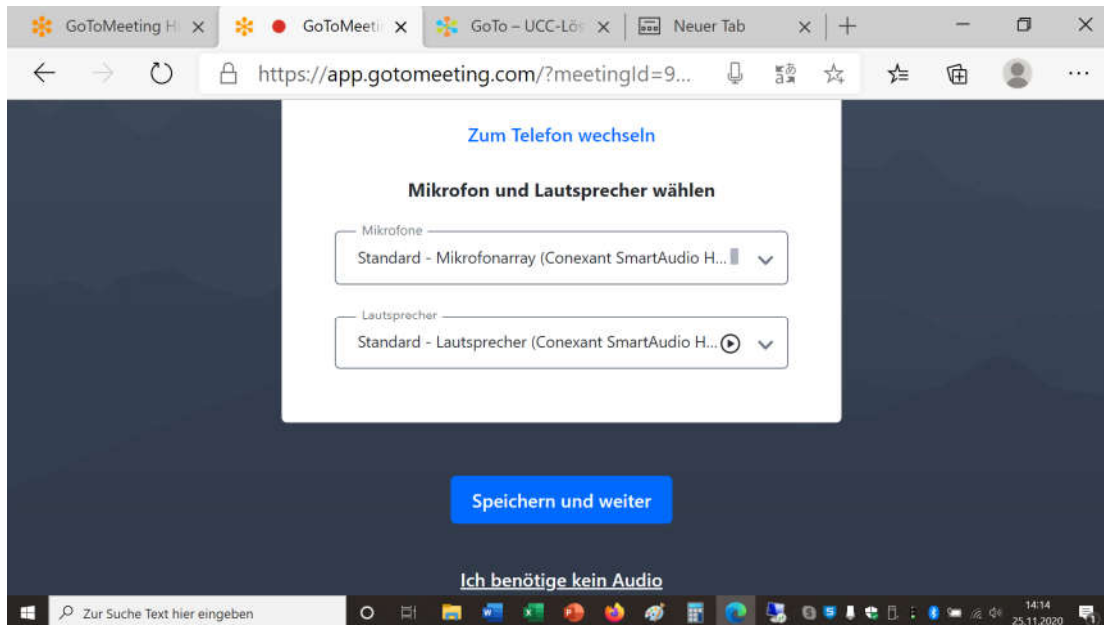 GoToMeeting H
GoToMeeti
GoTo – UCC-Lös
Neuer Tab
https://app.gotomeeting.com/?meetingId=9...
Zum Telefon wechseln
Mikrofon und Lautsprecher wählen
Mikrofone
Standard - Mikrofonarray (Conexant SmartAudio H...
Lautsprecher
Standard - Lautsprecher (Conexant SmartAudio H...
Speichern und weiter
Ich benötige kein Audio
Zur Suche Text hier eingeben
14:14
25.11.2020